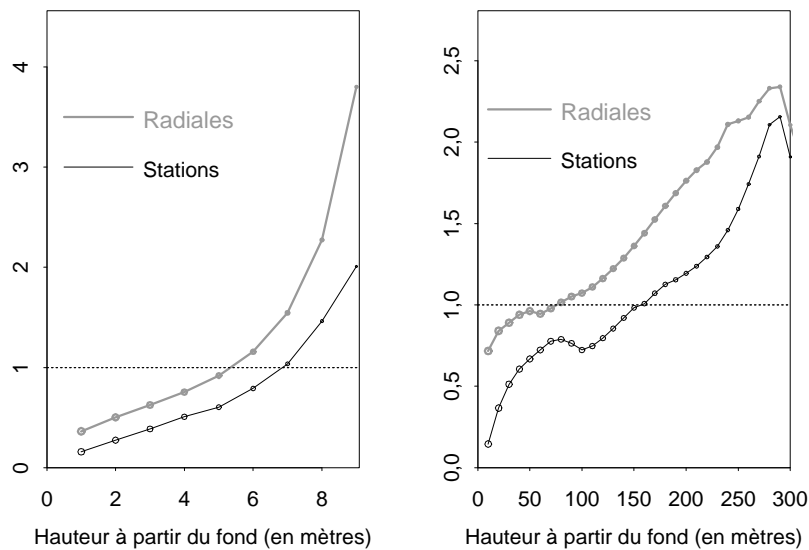 4
3
2
1
0
Radiales
Stations
0 2 4 6 8
Hauteur à partir du fond (en mètres)
2,5
2,0
1,5
1,0
0,5
0,0
Radiales
Stations
0 50 100 150 200 250 300
Hauteur à partir du fond (en mètres)